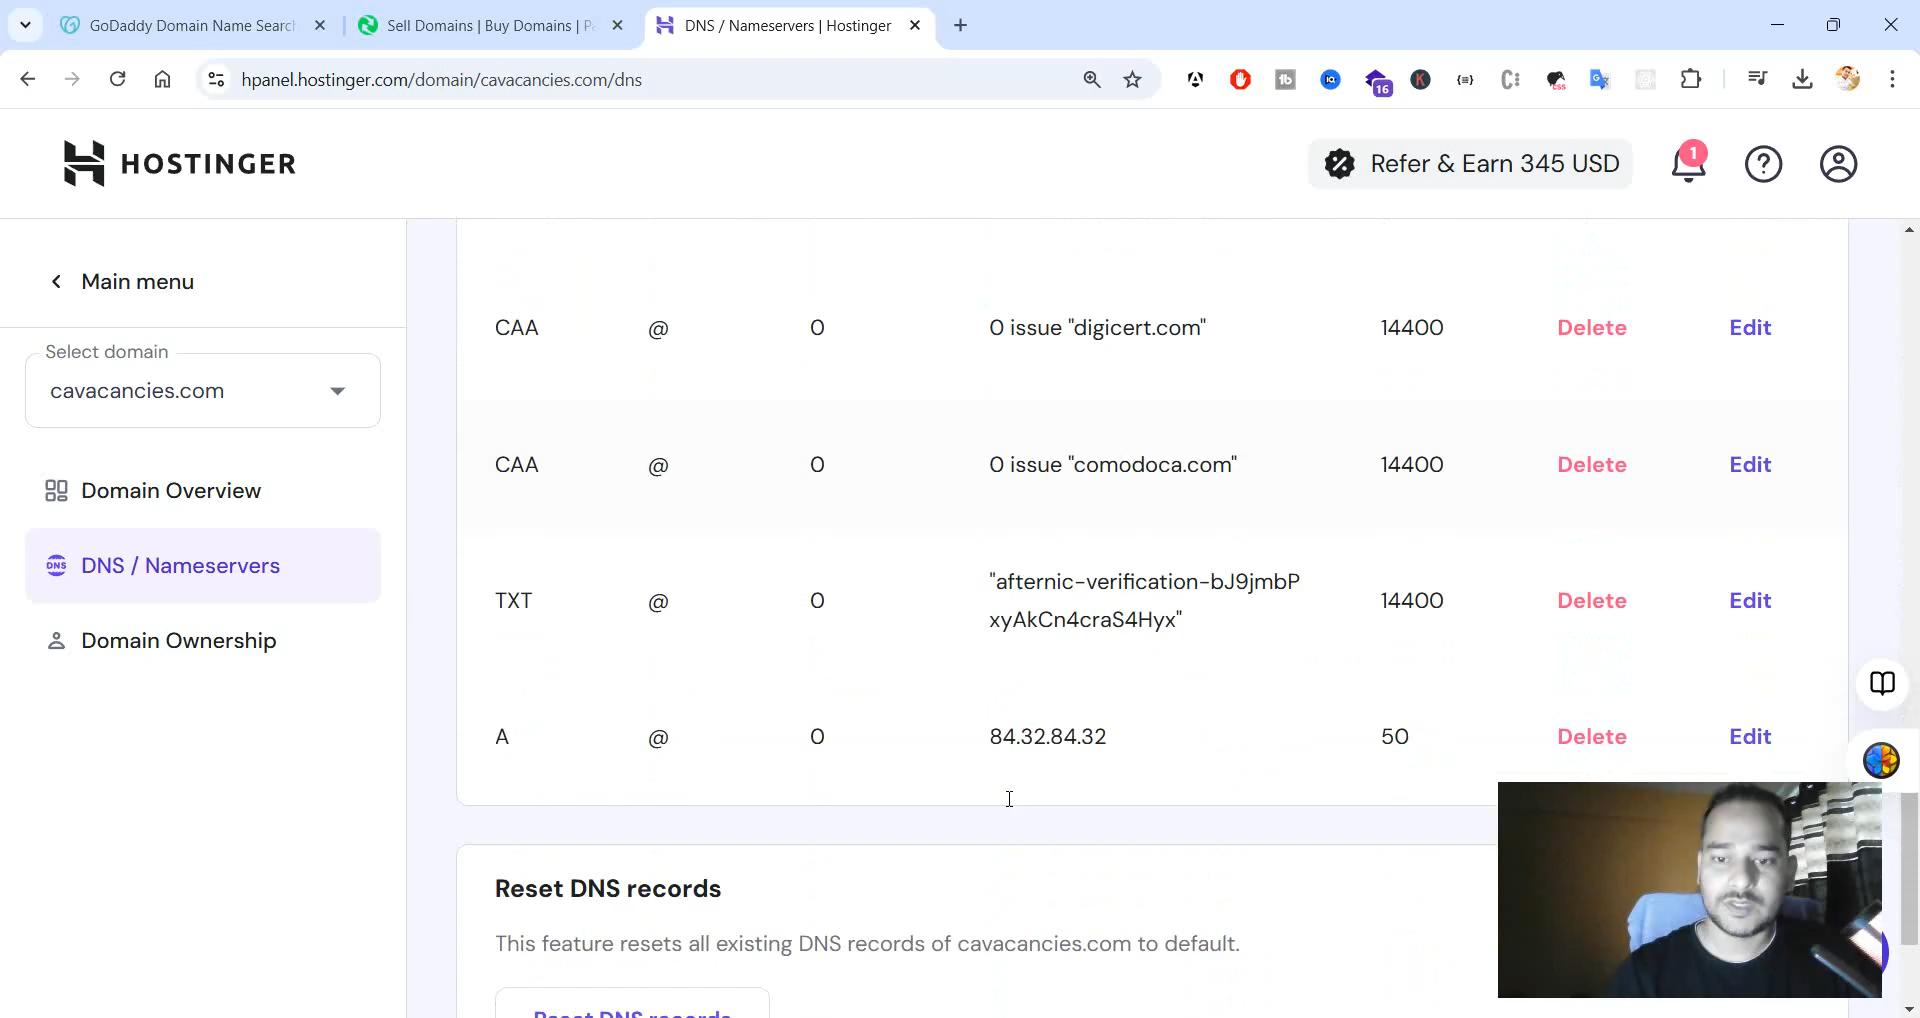 GoDaddy Domain Name Search
Sell Domains | Buy Domains | Pa
DNS / Nameservers | Hostinger
hpanel.hostinger.com/domain/cavacancies.com/dns
16
HOSTINGER
Refer & Earn 345 USD
1
Main menu
Select domain
cavacancies.com
Domain Overview
DNS DNS / Nameservers
Domain Ownership
CAA @ 0 0 issue "digicert.com" 14400 Delete Edit
CAA @ 0 0 issue "comodoca.com" 14400 Delete Edit
TXT @ 0 "afternic-verification-bJ9jmbP
xyAkCn4craS4Hyx" 14400 Delete Edit
A @ 0 84.32.84.32 50 Delete Edit
Reset DNS records
This feature resets all existing DNS records of cavacancies.com to default.
Reset DNS records